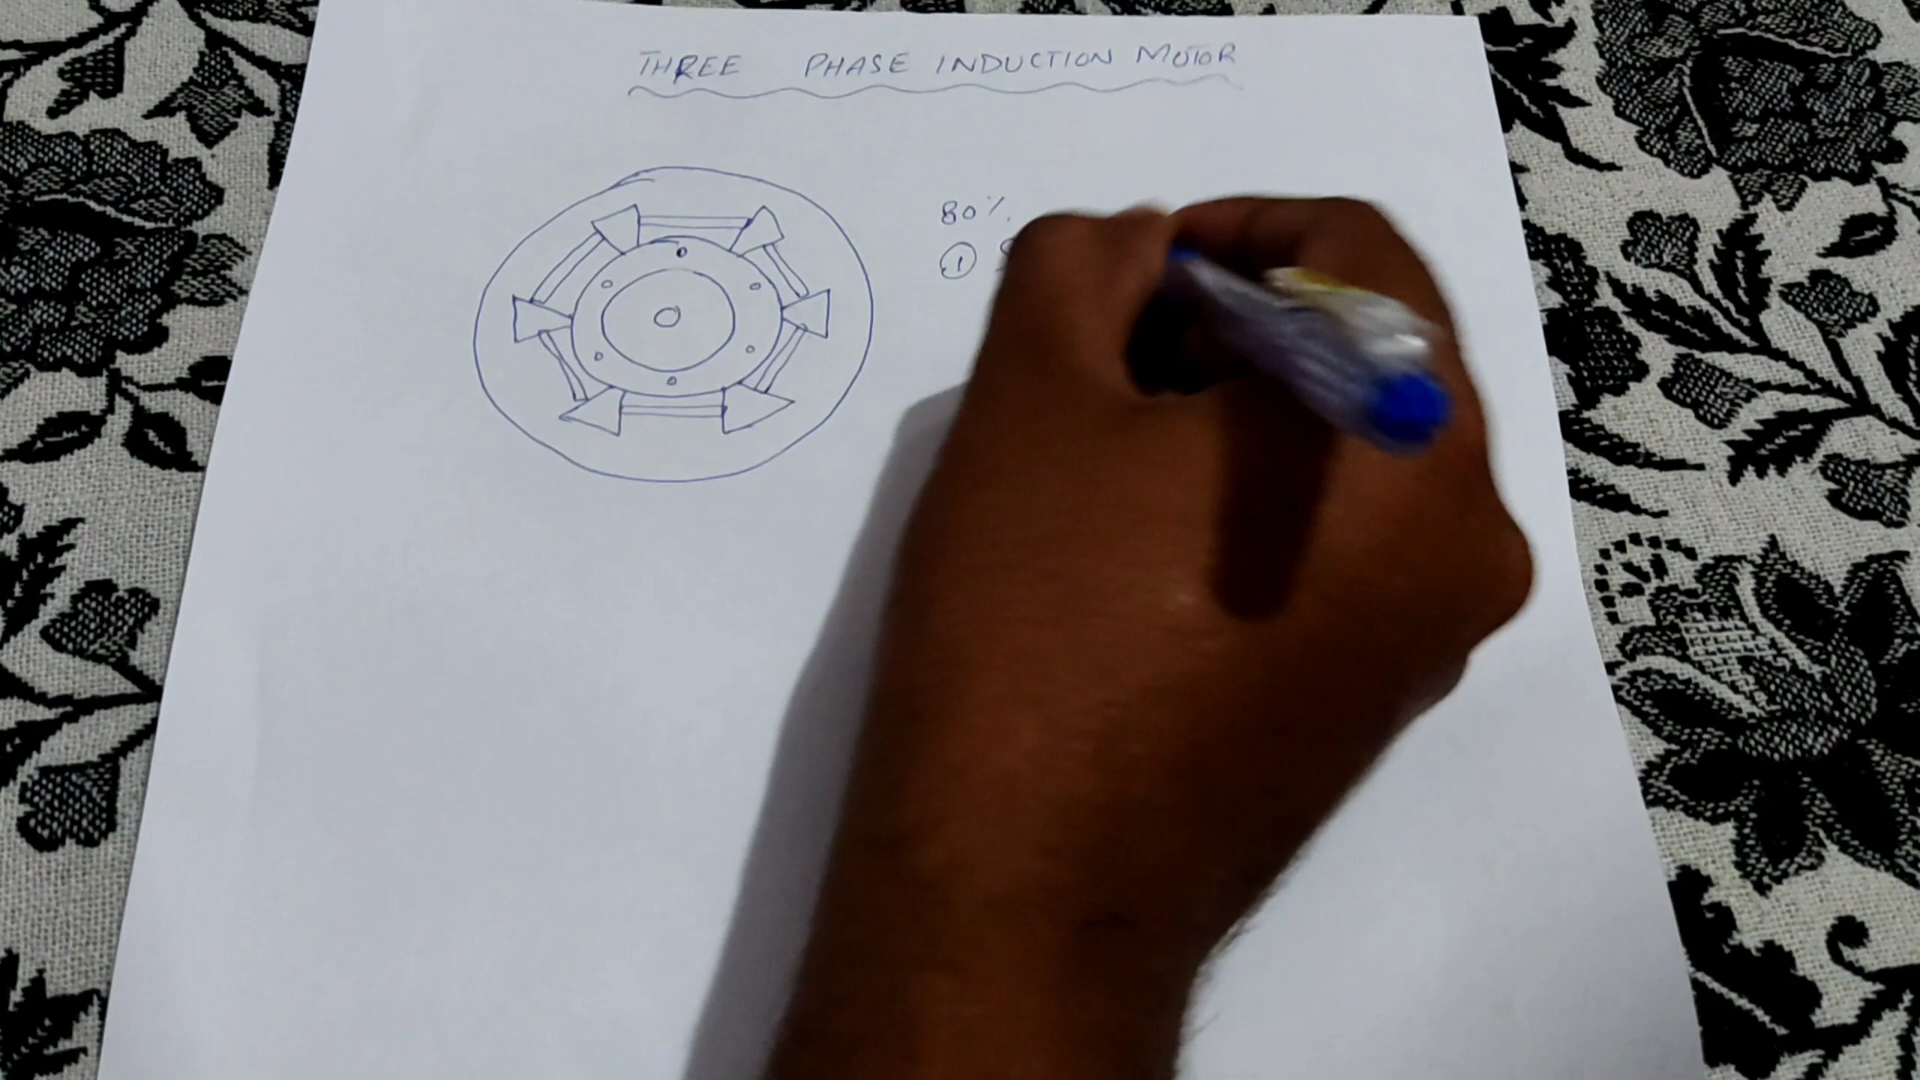 THREE PHASE INDUCTION MOTOR
80%
①